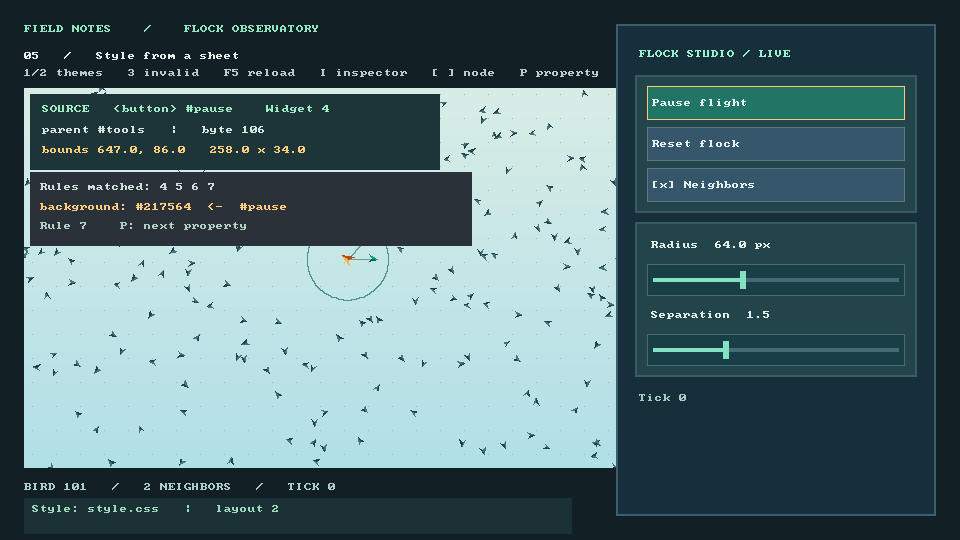 FIELD NOTES / FLOCK OBSERVATORY
05 / Style from a sheet
1/2 themes 3 invalid F5 reload I inspector [ ] node P property
SOURCE <button> #pause Widget 4
parent #tools ¦ byte 106
bounds 647.0, 86.0 258.0 x 34.0
Rules matched: 4 5 6 7
background: #217564 <- #pause
Rule 7 P: next property
FLOCK STUDIO / LIVE
Pause flight
Reset flock
[x] Neighbors
Radius 64.0 px
Separation 1.5
Tick 0
BIRD 101 / 2 NEIGHBORS / TICK 0
Style: style.css ¦ layout 2